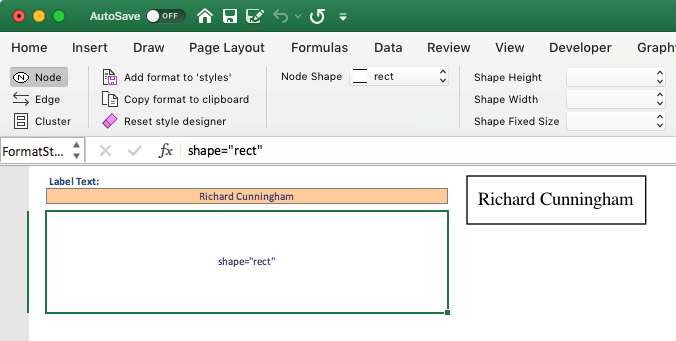 AutoSave OFF
Home Insert Draw Page Layout Formulas Data Review View Developer Graph
Node Add format to 'styles' Node Shape rect Shape Height
Edge Copy format to clipboard Shape Width
Cluster Reset style designer Shape Fixed Size
FormatSt... fx shape="rect"
Label Text:
Richard Cunningham
Richard Cunningham
shape="rect"